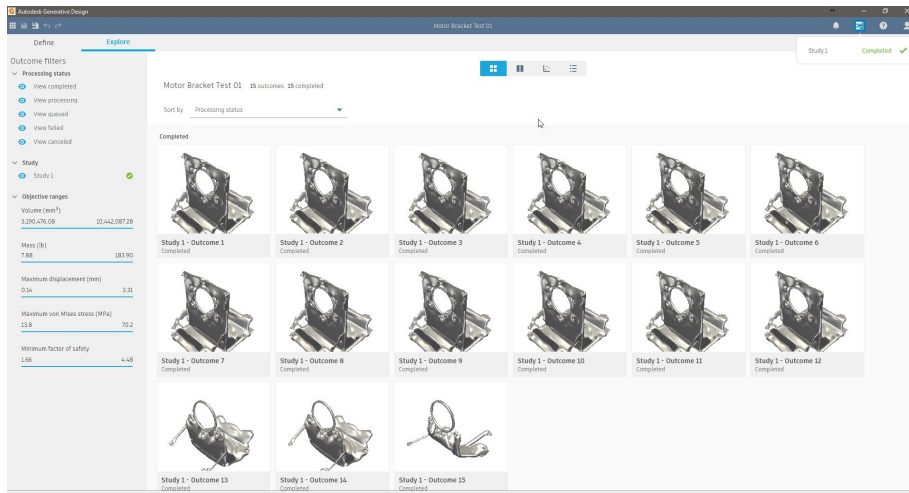 Autodesk Generative Design
Motor Bracket Test 01
Define
Explore
Study 1 Completed
Outcome filters
Processing status
View completed
View processing
View queued
View failed
View canceled
Study
Study 1
Objective ranges
Volume (mm³)
3,190,476.08 10,442,087.28
Mass (lb)
7.88 183.90
Maximum displacement (mm)
0.14 3.31
Maximum von Mises stress (MPa)
13.8 70.2
Minimum factor of safety
1.66 4.48
Motor Bracket Test 01 15 outcomes 15 completed
Sort by Processing status
Completed
Study 1 - Outcome 1
Completed
Study 1 - Outcome 2
Completed
Study 1 - Outcome 3
Completed
Study 1 - Outcome 4
Completed
Study 1 - Outcome 5
Completed
Study 1 - Outcome 6
Completed
Study 1 - Outcome 7
Completed
Study 1 - Outcome 8
Completed
Study 1 - Outcome 9
Completed
Study 1 - Outcome 10
Completed
Study 1 - Outcome 11
Completed
Study 1 - Outcome 12
Completed
Study 1 - Outcome 13
Completed
Study 1 - Outcome 14
Completed
Study 1 - Outcome 15
Completed